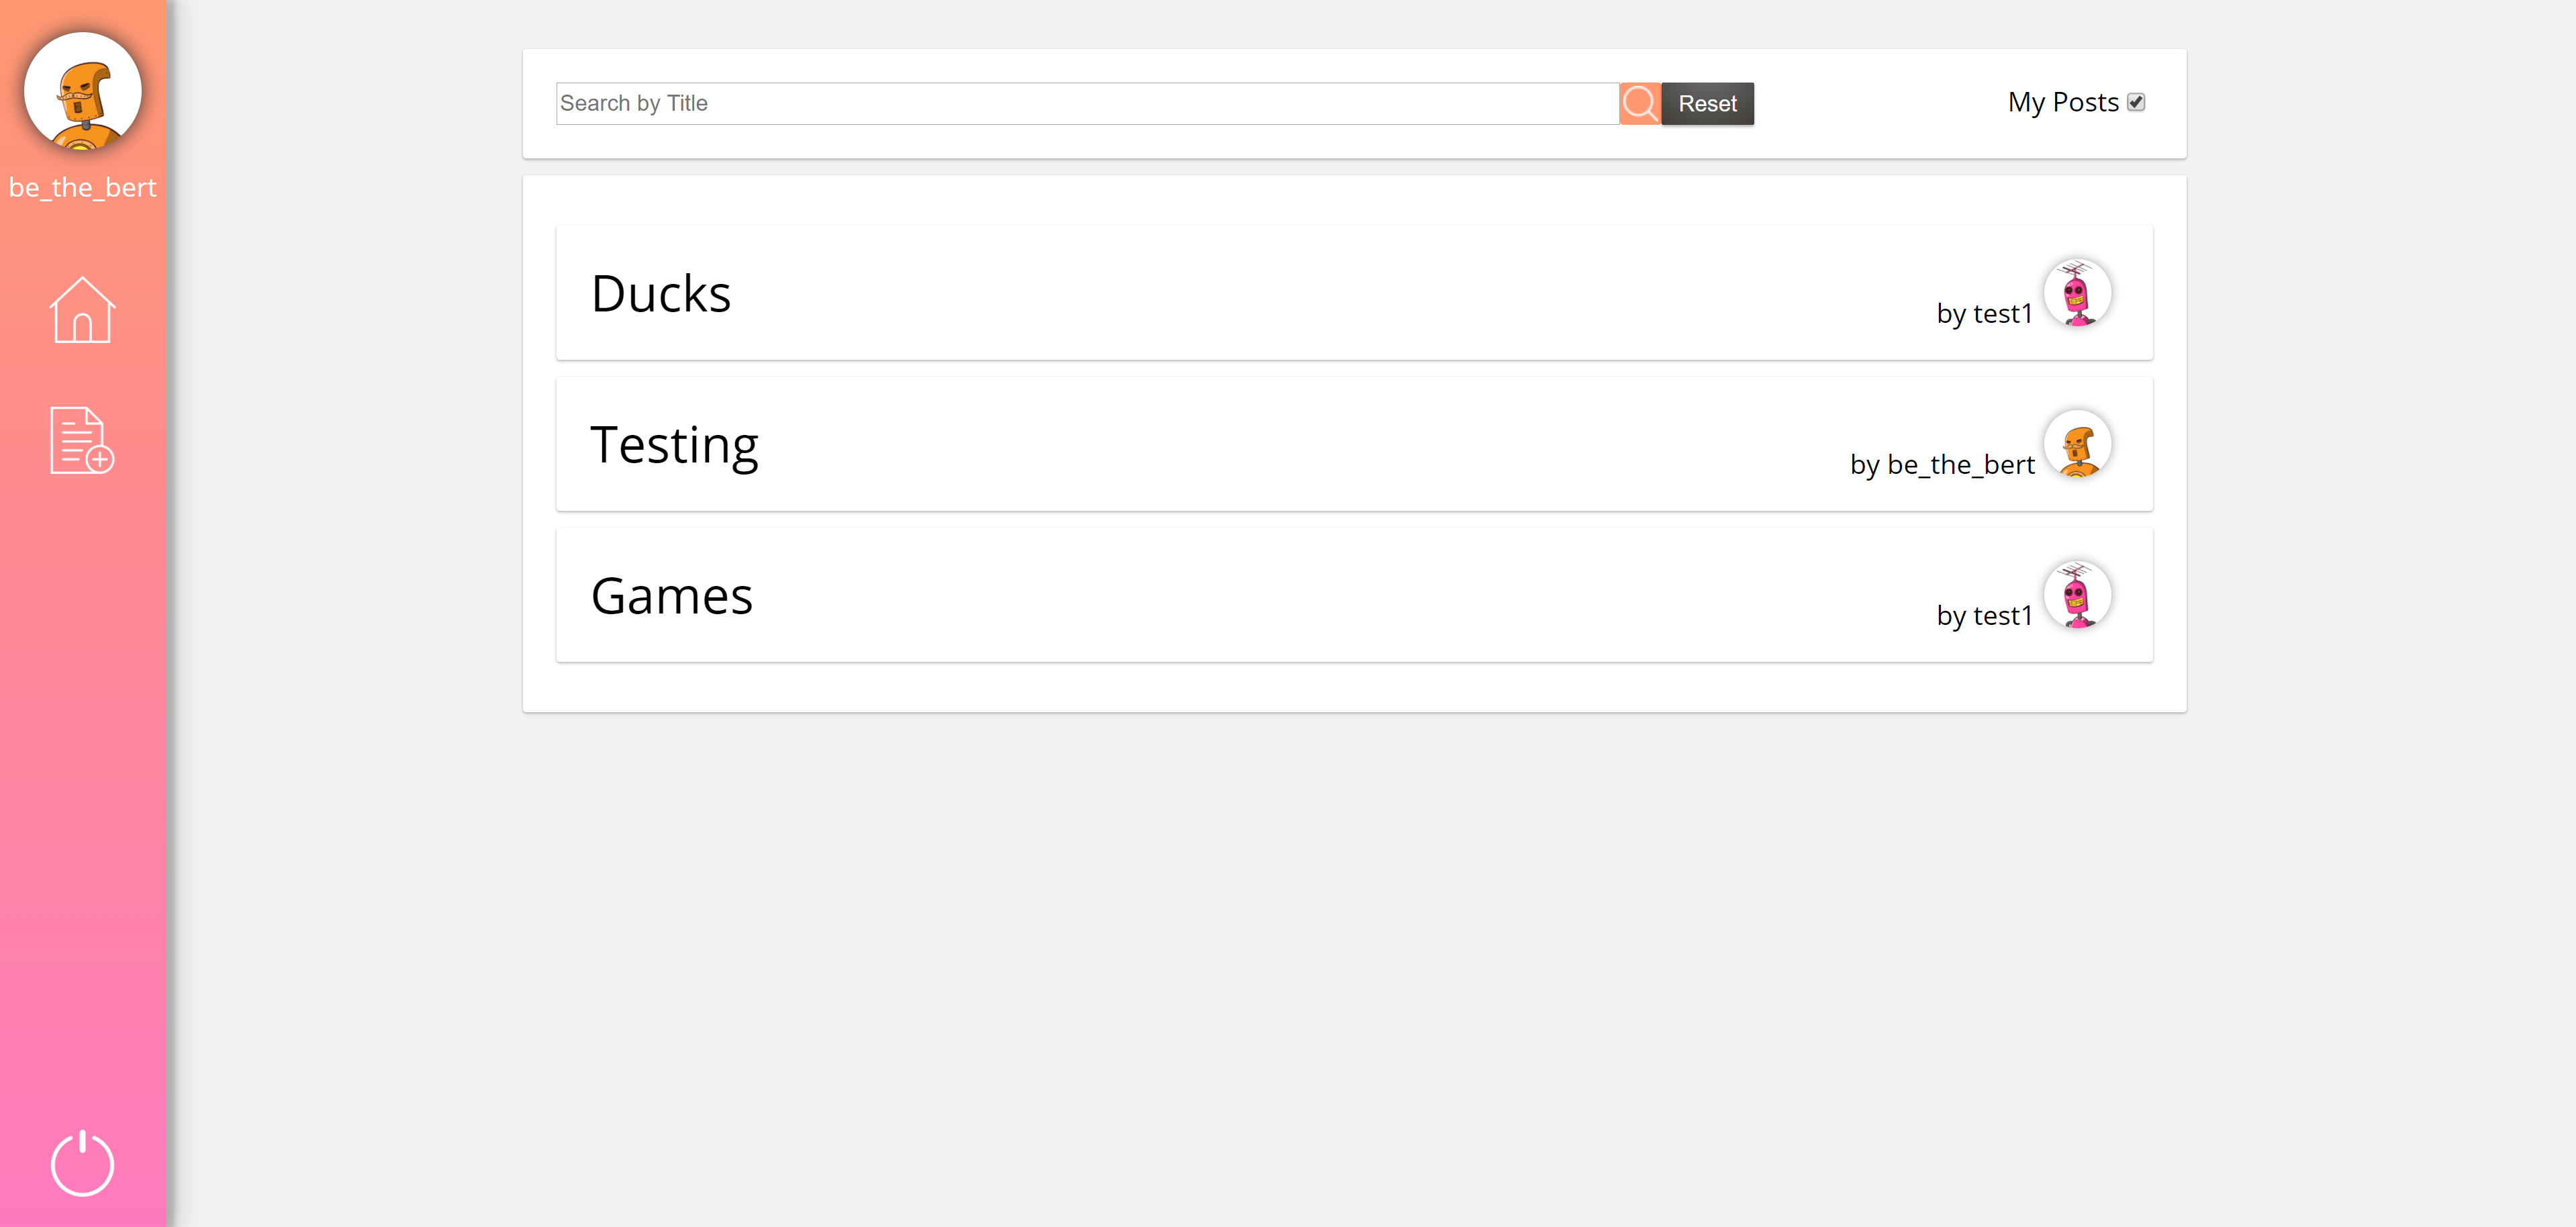 be_the_bert
Search by Title
Reset
My Posts
Ducks
by test1
Testing
by be_the_bert
Games
by test1